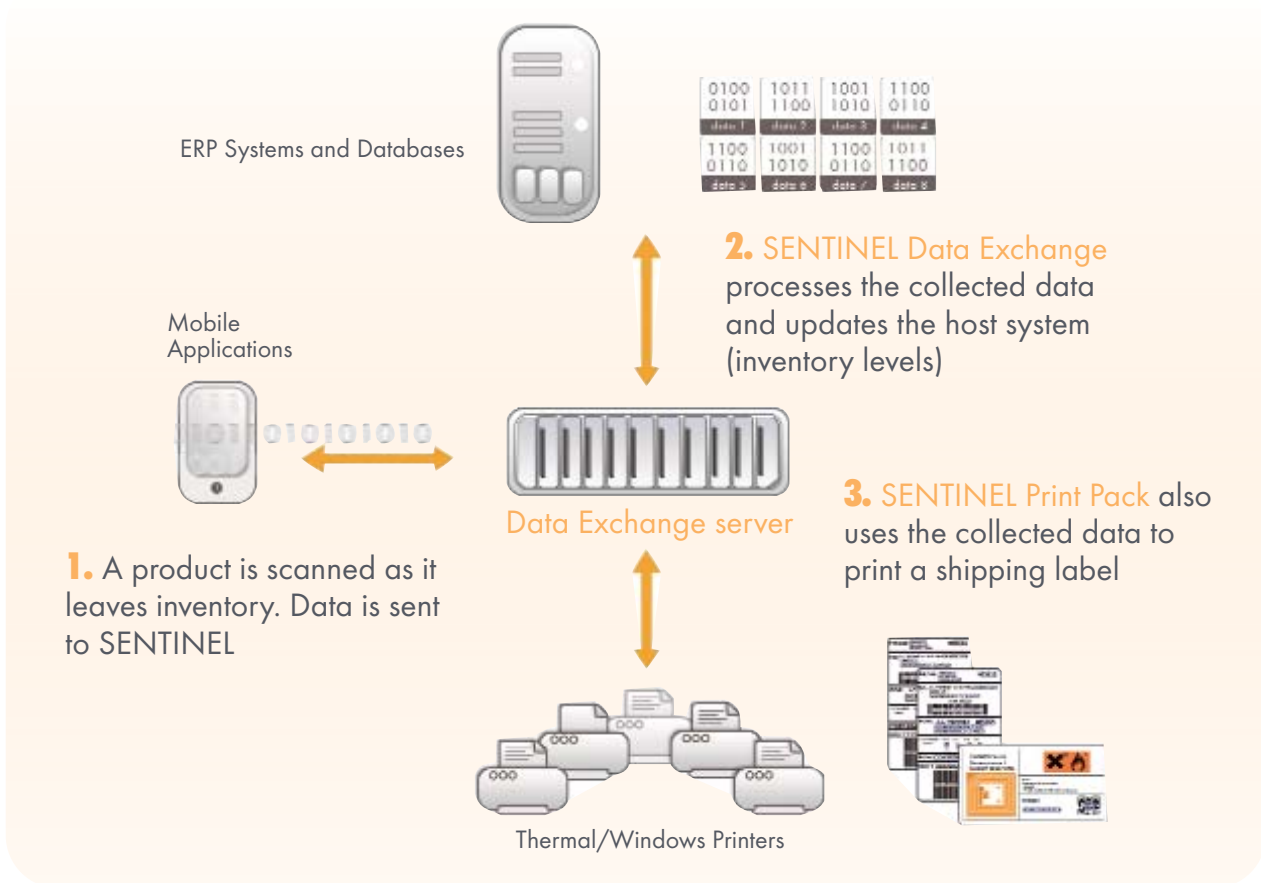 ERP Systems and Databases
0100 1011 1001 1100
0101 1100 1010 0110
data 1 data 2 data 3 data 4
1100 1001 1100 1011
0110 1010 0110 1100
data 5 data 6 data 7 data 8
2. SENTINEL Data Exchange
processes the collected data
and updates the host system
(inventory levels)
Mobile
Applications
01010101010
Data Exchange server
1. A product is scanned as it
leaves inventory. Data is sent
to SENTINEL
3. SENTINEL Print Pack also
uses the collected data to
print a shipping label
Thermal/Windows Printers